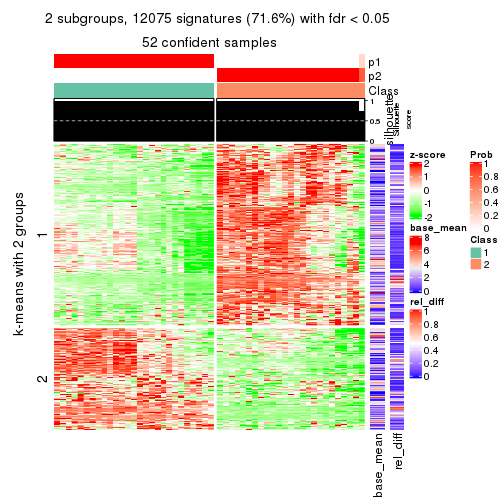 2 subgroups, 12075 signatures (71.6%) with fdr < 0.05
52 confident samples
p1
p2
Class
1
0.5
0
silhouette
Silhouette
score
k-means with 2 groups
1
2
base_mean
rel_diff
z-score
2
1
0
-1
-2
base_mean
8
6
4
2
0
rel_diff
1
0.8
0.6
0.4
0.2
0
Prob
1
0.8
0.6
0.4
0.2
0
Class
1
2